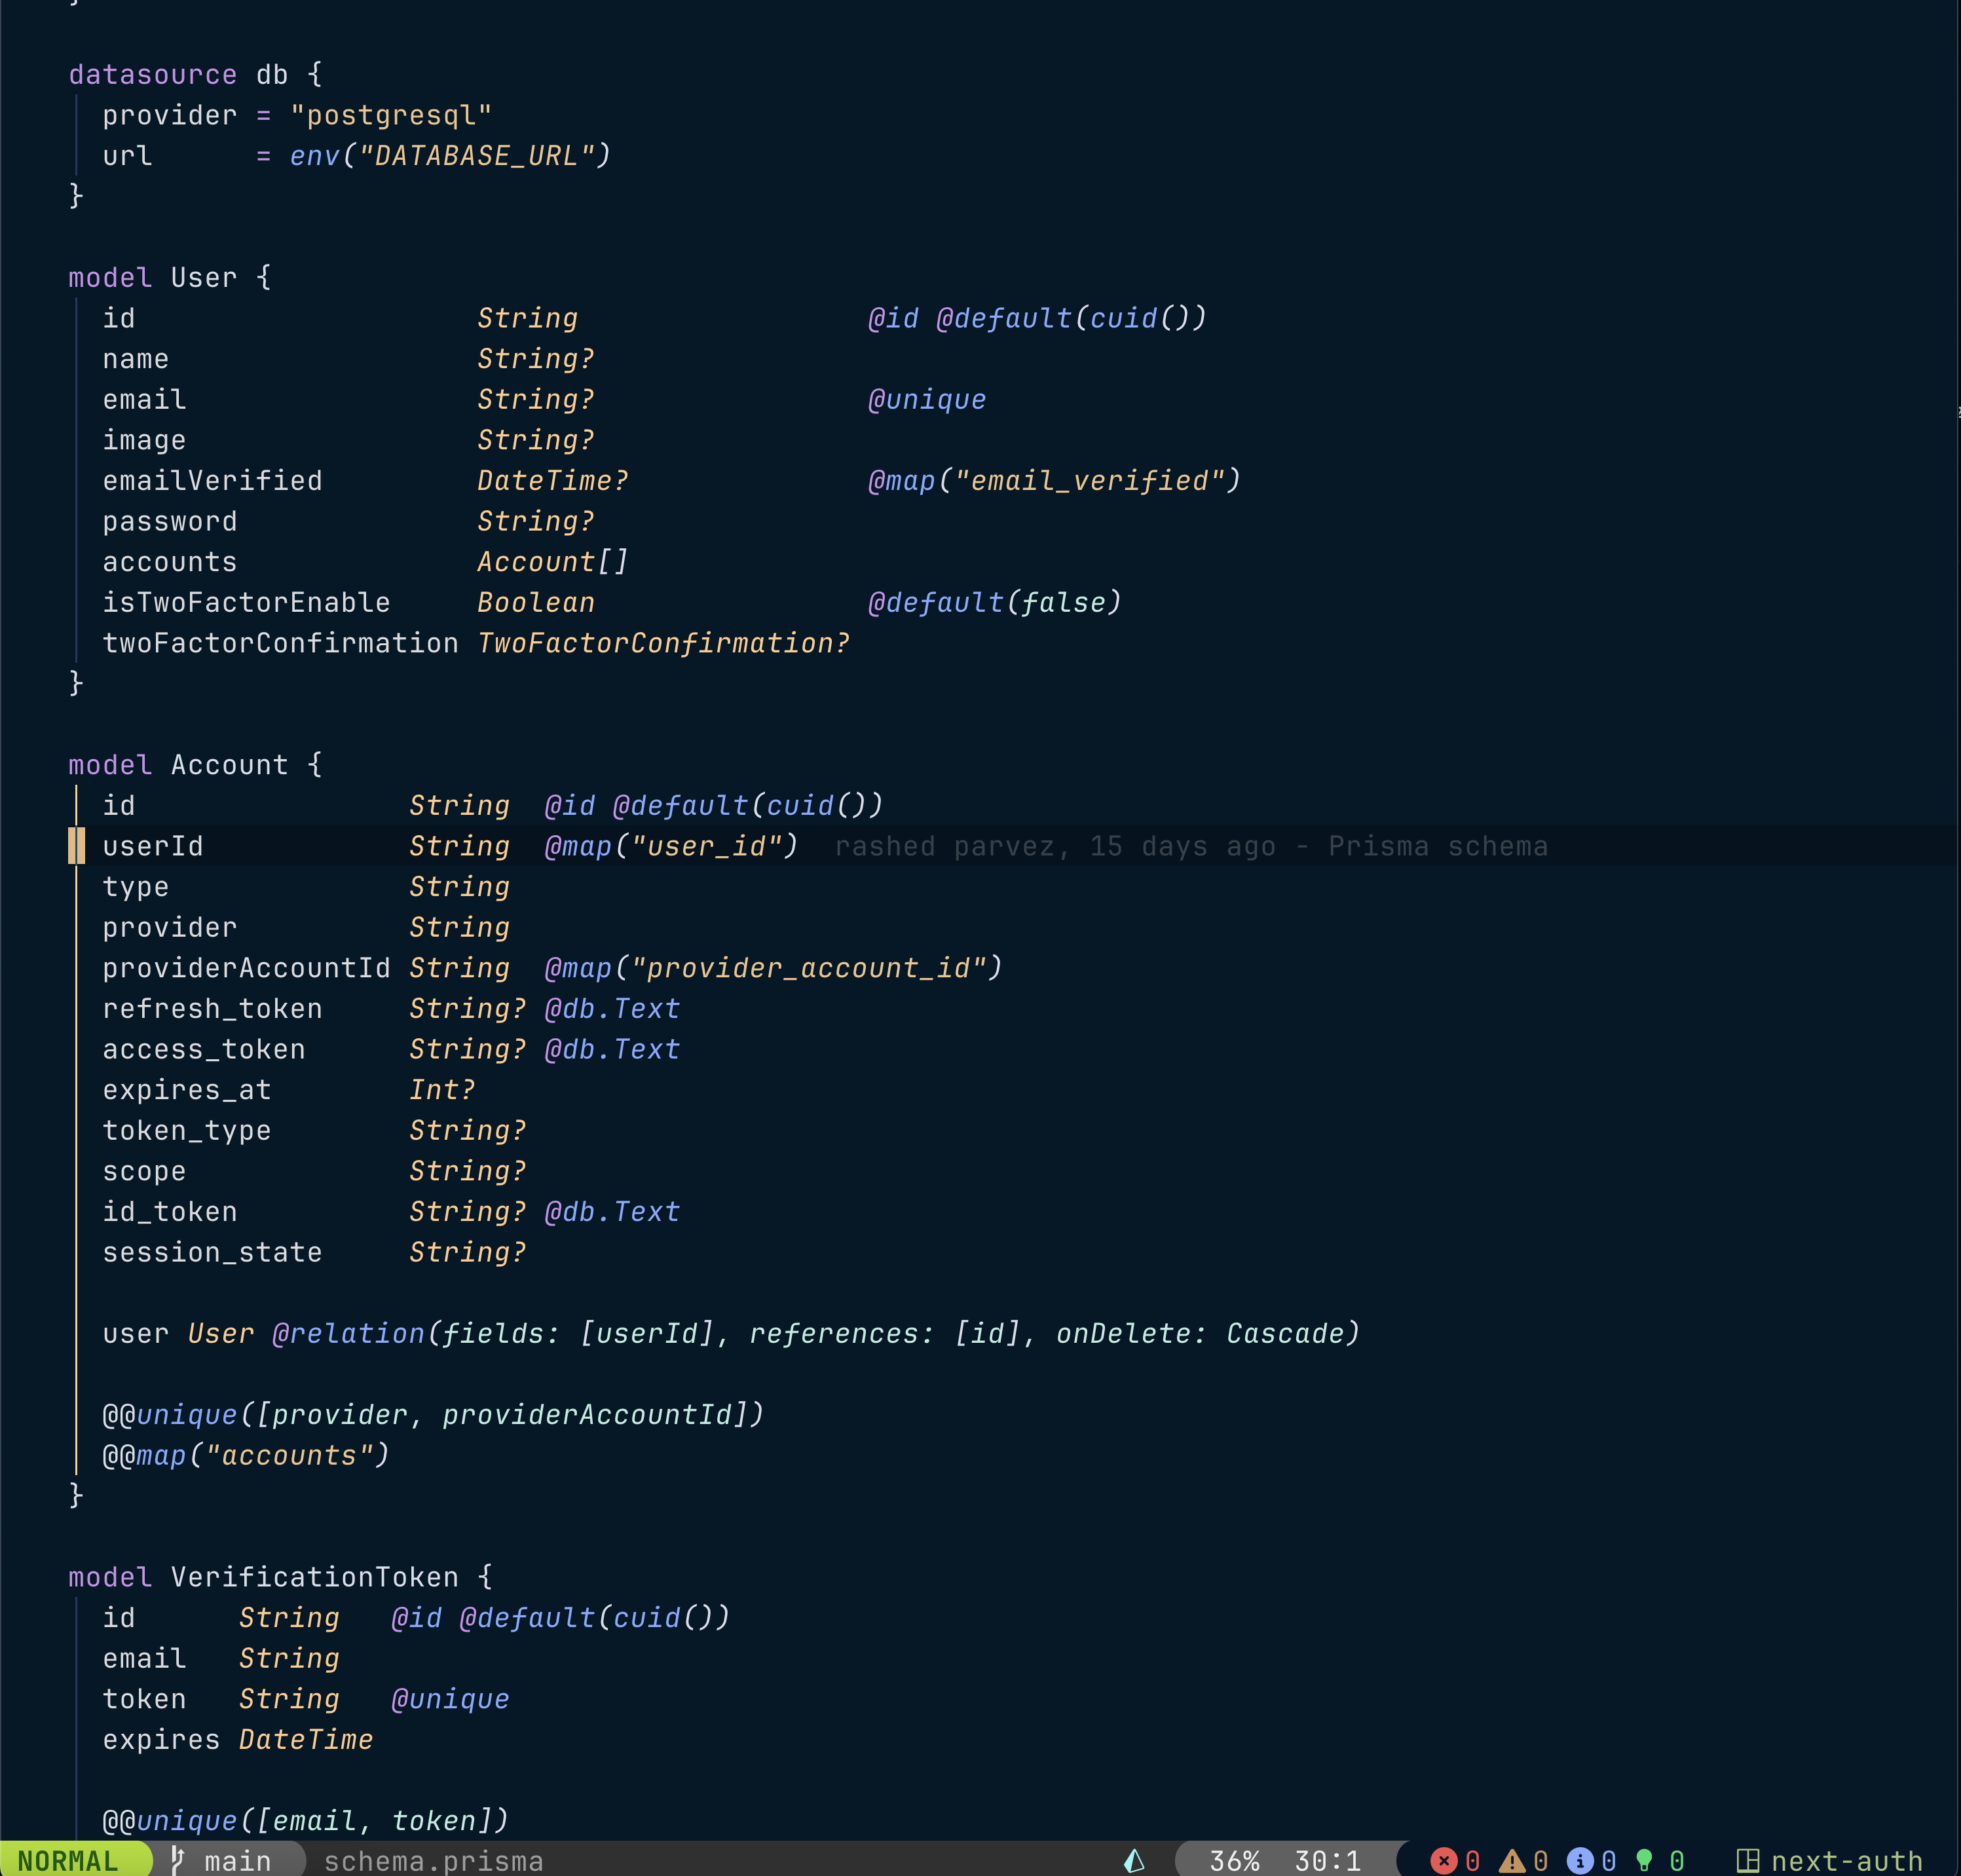 }
datasource db {
  provider = "postgresql"
  url      = env("DATABASE_URL")
}
model User {
  id                    String                 @id @default(cuid())
  name                  String?
  email                 String?                @unique
  image                 String?
  emailVerified         DateTime?              @map("email_verified")
  password              String?
  accounts              Account[]
  isTwoFactorEnable     Boolean                @default(false)
  twoFactorConfirmation TwoFactorConfirmation?
}
model Account {
  id                String  @id @default(cuid())
  userId            String  @map("user_id")  rashed parvez, 15 days ago - Prisma schema
  type              String
  provider          String
  providerAccountId String  @map("provider_account_id")
  refresh_token     String? @db.Text
  access_token      String? @db.Text
  expires_at        Int?
  token_type        String?
  scope             String?
  id_token          String? @db.Text
  session_state     String?
  user User @relation(fields: [userId], references: [id], onDelete: Cascade)
  @@unique([provider, providerAccountId])
  @@map("accounts")
}
model VerificationToken {
  id      String   @id @default(cuid())
  email   String
  token   String   @unique
  expires DateTime
  @@unique([email, token])
NORMAL main schema.prisma 36% 30:1 0 0 0 0 next-auth